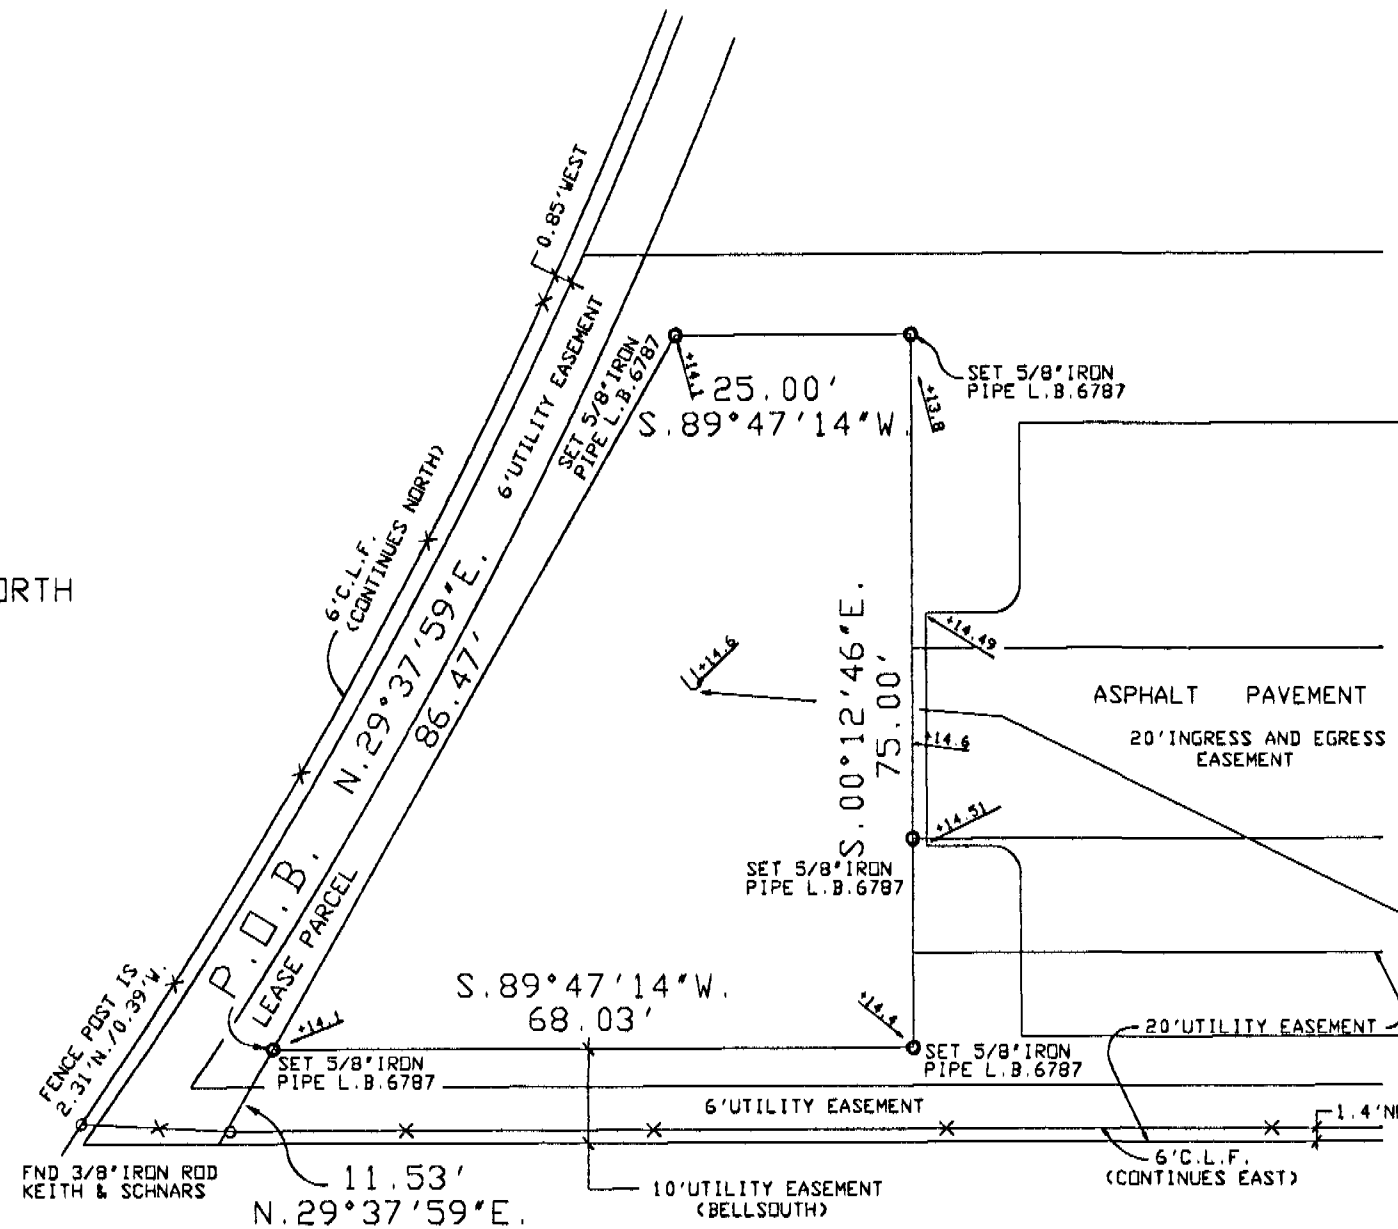 0.85'WEST
6'UTILITY EASEMENT
SET 5/8"IRON
PIPE L.B.6787
+14.1
25.00'
S.89°47'14"W.
SET 5/8"IRON
PIPE L.B.6787
+13.8
6'C.L.F.
(CONTINUES NORTH)
ORTH
N.29°37'59"E.
86.47'
+14.6
S.00°12'46"E.
75.00'
+14.49
ASPHALT PAVEMENT
20'INGRESS AND EGRESS
EASEMENT
+14.6
+14.51
SET 5/8"IRON
PIPE L.B.6787
P.O.B.
LEASE PARCEL
FENCE POST IS
2.31'N./0.39'W.
S.89°47'14"W.
68.03'
+14.1
+14.4
20'UTILITY EASEMENT
SET 5/8"IRON
PIPE L.B.6787
SET 5/8"IRON
PIPE L.B.6787
6'UTILITY EASEMENT
1.4'N
FND 3/8"IRON ROD
KEITH & SCHNARS
11.53'
N.29°37'59"E.
10'UTILITY EASEMENT
(BELLSOUTH)
6'C.L.F.
(CONTINUES EAST)